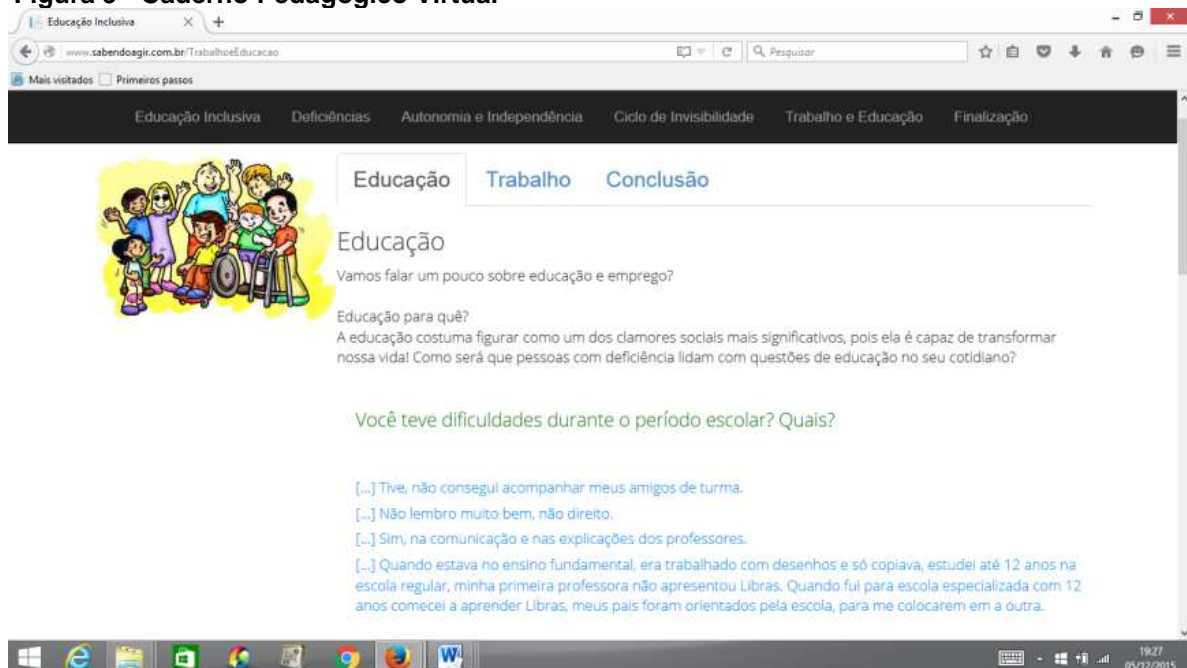 Figura 9 - Caderno Pedagógico Virtual
Educação Inclusiva
www.sabendoagir.com.br/TrabalhoeEducacao
Pesquisar
Mais visitados Primeiros passos
Educação Inclusiva Deficiências Autonomia e Independência Ciclo de Invisibilidade Trabalho e Educação Finalização
Educação Trabalho Conclusão
Educação
Vamos falar um pouco sobre educação e emprego?
Educação para quê?
A educação costuma figurar como um dos clamores sociais mais significativos, pois ela é capaz de transformar
nossa vida! Como será que pessoas com deficiência lidam com questões de educação no seu cotidiano?
Você teve dificuldades durante o período escolar? Quais?
[...] Tive, não consegui acompanhar meus amigos de turma.
[...] Não lembro muito bem, não direito.
[...] Sim, na comunicação e nas explicações dos professores.
[...] Quando estava no ensino fundamental, era trabalhado com desenhos e só copiava, estudei até 12 anos na
escola regular, minha primeira professora não apresentou Libras. Quando fui para escola especializada com 12
anos comecei a aprender Libras, meus pais foram orientados pela escola, para me colocarem em a outra.
19:27
05/12/2015